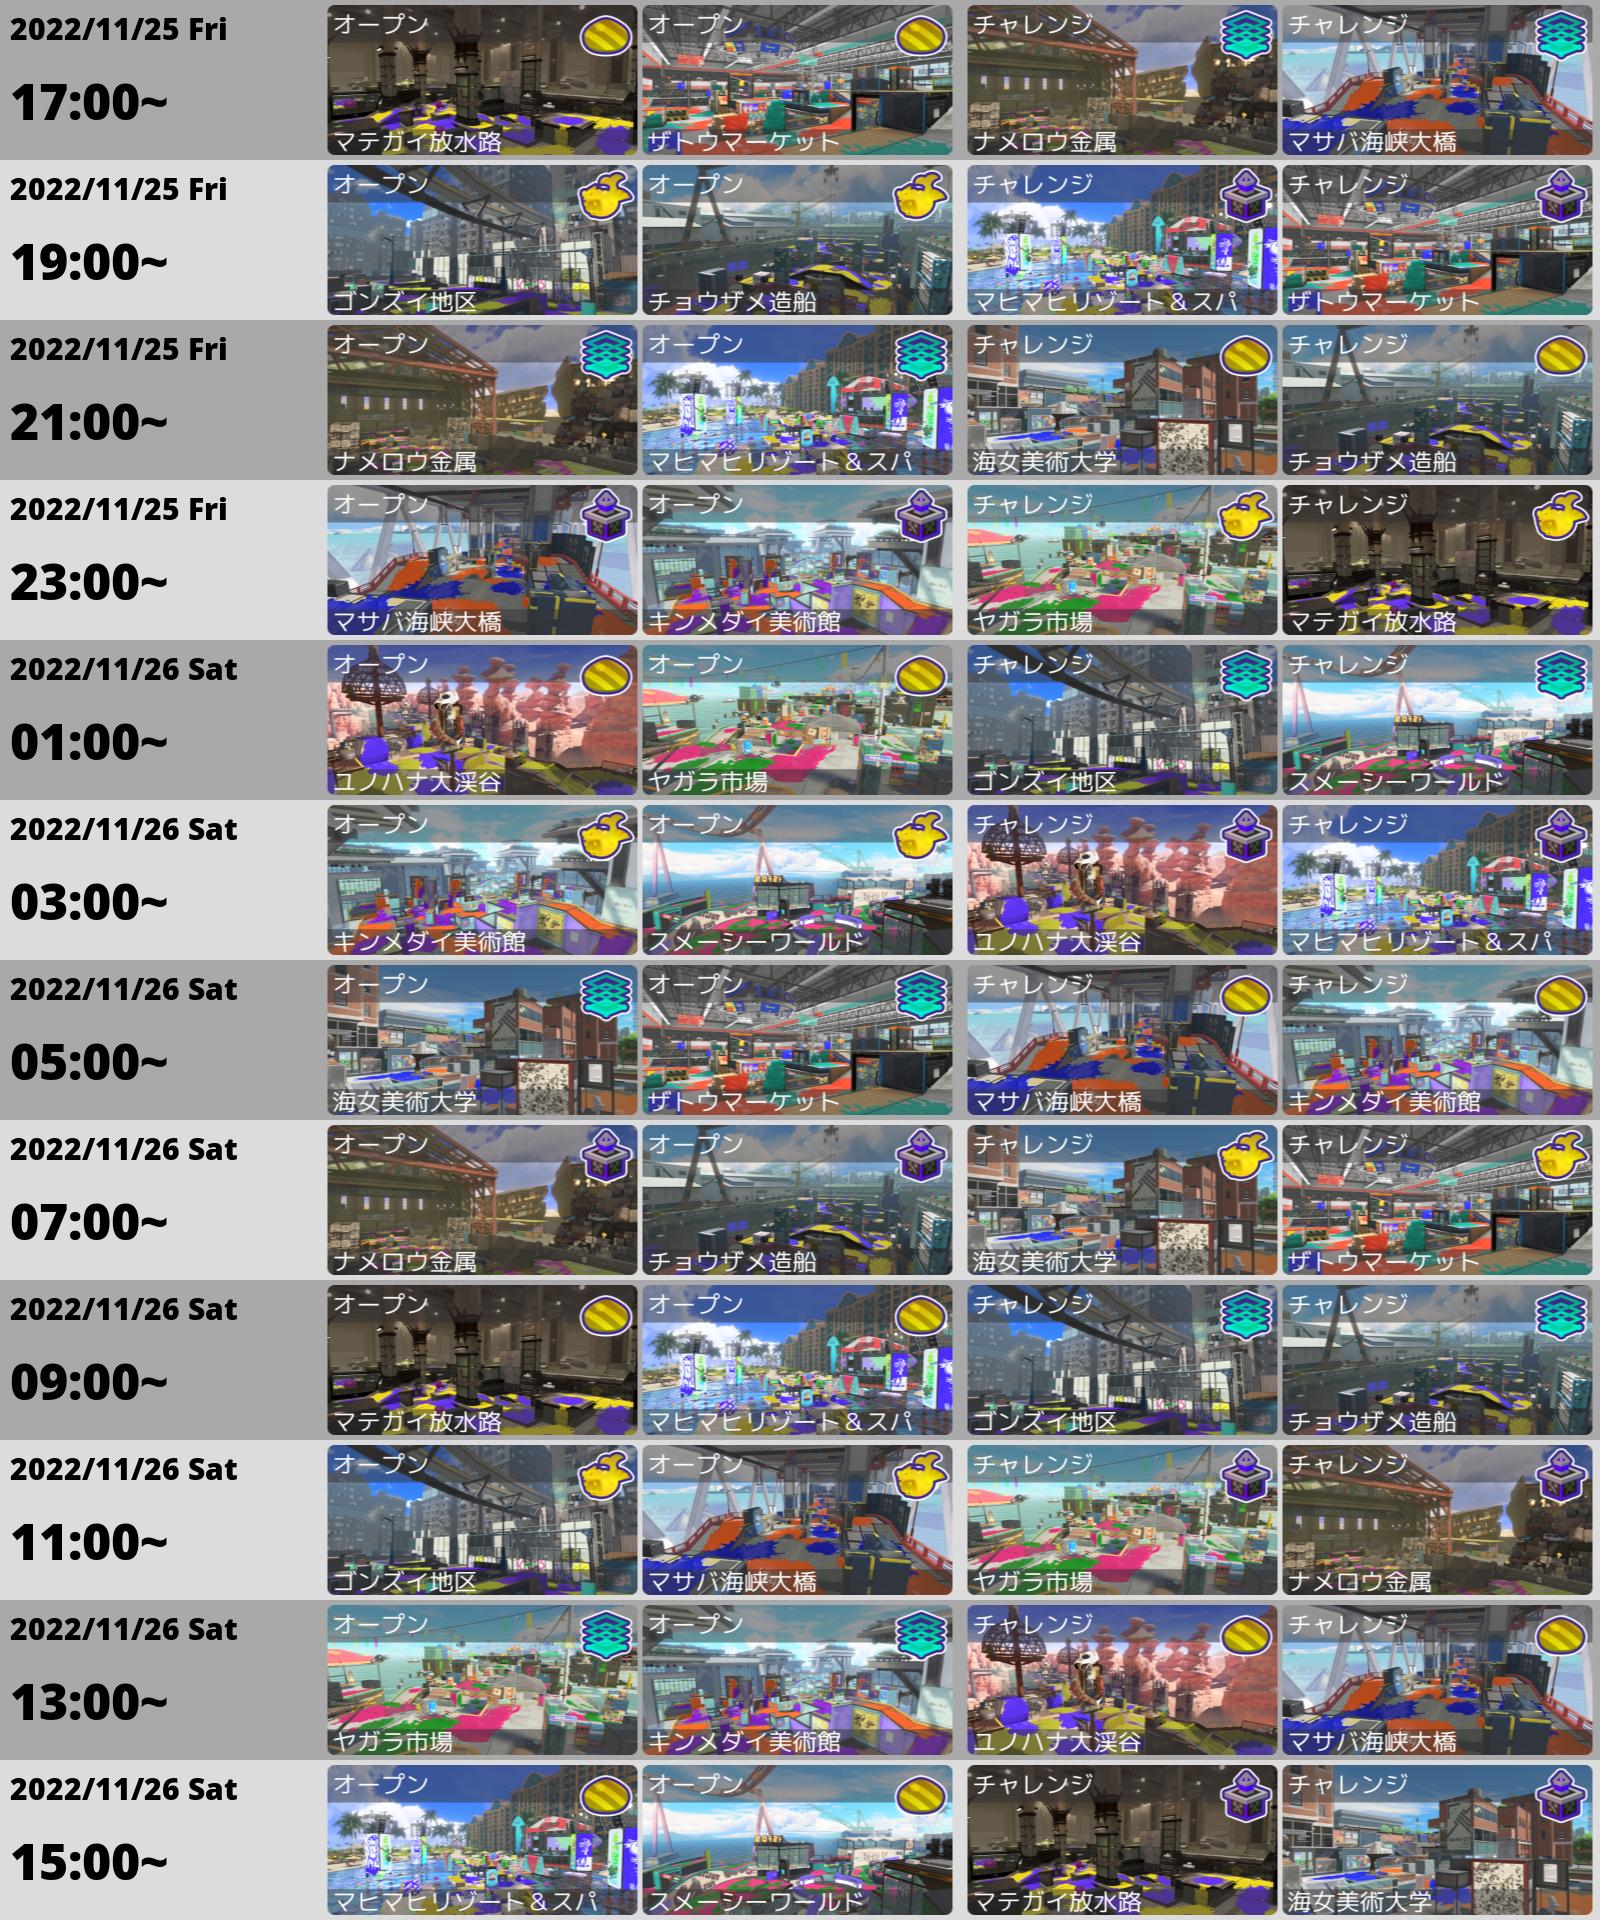 2022/11/25 Fri
17:00~
オープン
マテガイ放水路
オープン
ザトウマーケット
チャレンジ
ナメロウ金属
チャレンジ
マサバ海峡大橋
2022/11/25 Fri
19:00~
オープン
ゴンズイ地区
オープン
チョウザメ造船
チャレンジ
マヒマヒリゾート&スパ
チャレンジ
ザトウマーケット
2022/11/25 Fri
21:00~
オープン
ナメロウ金属
オープン
マヒマヒリゾート&スパ
チャレンジ
海女美術大学
チャレンジ
チョウザメ造船
2022/11/25 Fri
23:00~
オープン
マサバ海峡大橋
オープン
キンメダイ美術館
チャレンジ
ヤガラ市場
チャレンジ
マテガイ放水路
2022/11/26 Sat
01:00~
オープン
ユノハナ大渓谷
オープン
ヤガラ市場
チャレンジ
ゴンズイ地区
チャレンジ
スメーシーワールド
2022/11/26 Sat
03:00~
オープン
キンメダイ美術館
オープン
スメーシーワールド
チャレンジ
ユノハナ大渓谷
チャレンジ
マヒマヒリゾート&スパ
2022/11/26 Sat
05:00~
オープン
海女美術大学
オープン
ザトウマーケット
チャレンジ
マサバ海峡大橋
チャレンジ
キンメダイ美術館
2022/11/26 Sat
07:00~
オープン
ナメロウ金属
オープン
チョウザメ造船
チャレンジ
海女美術大学
チャレンジ
ザトウマーケット
2022/11/26 Sat
09:00~
オープン
マテガイ放水路
オープン
マヒマヒリゾート&スパ
チャレンジ
ゴンズイ地区
チャレンジ
チョウザメ造船
2022/11/26 Sat
11:00~
オープン
ゴンズイ地区
オープン
マサバ海峡大橋
チャレンジ
ヤガラ市場
チャレンジ
ナメロウ金属
2022/11/26 Sat
13:00~
オープン
ヤガラ市場
オープン
キンメダイ美術館
チャレンジ
ユノハナ大渓谷
チャレンジ
マサバ海峡大橋
2022/11/26 Sat
15:00~
オープン
マヒマヒリゾート&スパ
オープン
スメーシーワールド
チャレンジ
マテガイ放水路
チャレンジ
海女美術大学